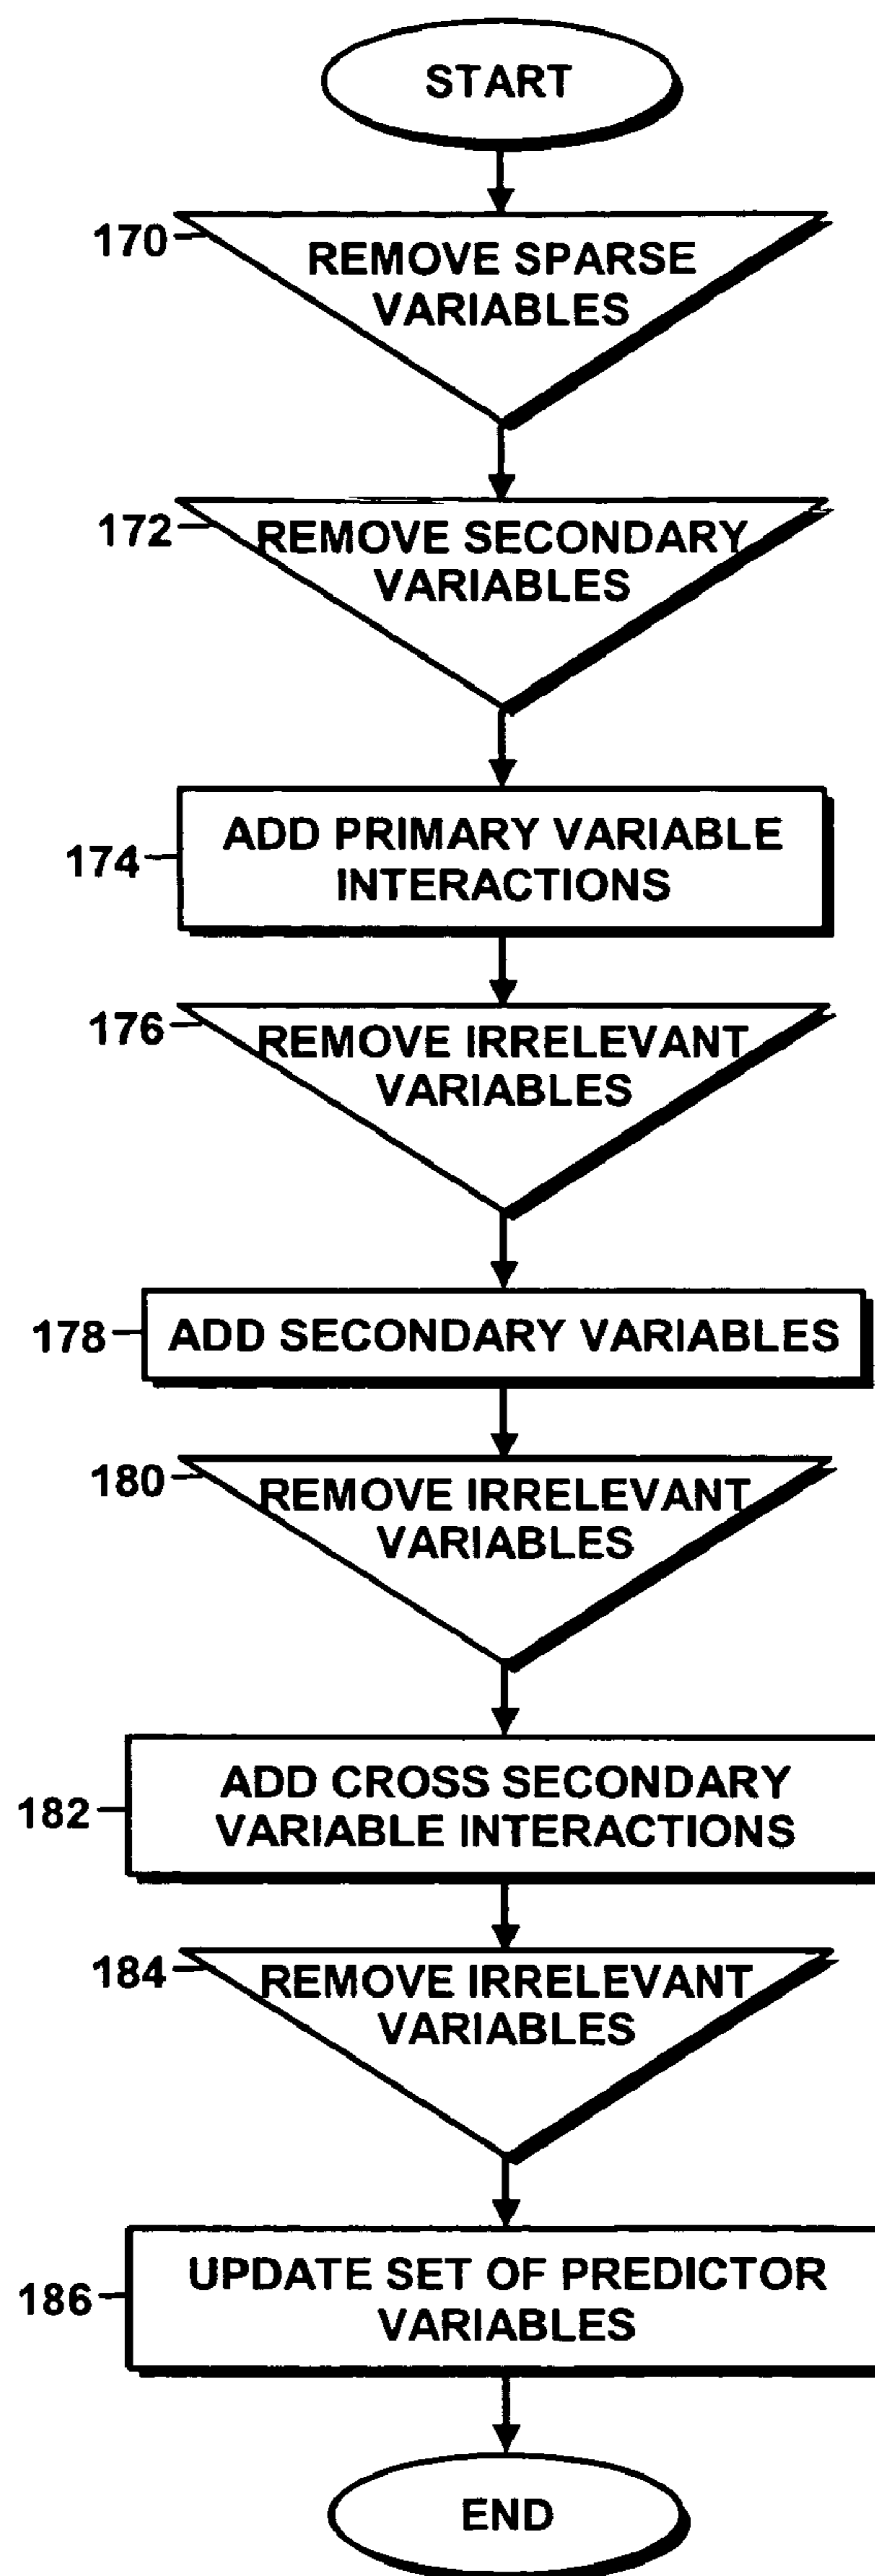 START
170
REMOVE SPARSE
VARIABLES
172
REMOVE SECONDARY
VARIABLES
174
ADD PRIMARY VARIABLE
INTERACTIONS
176
REMOVE IRRELEVANT
VARIABLES
178
ADD SECONDARY VARIABLES
180
REMOVE IRRELEVANT
VARIABLES
182
ADD CROSS SECONDARY
VARIABLE INTERACTIONS
184
REMOVE IRRELEVANT
VARIABLES
186
UPDATE SET OF PREDICTOR
VARIABLES
END